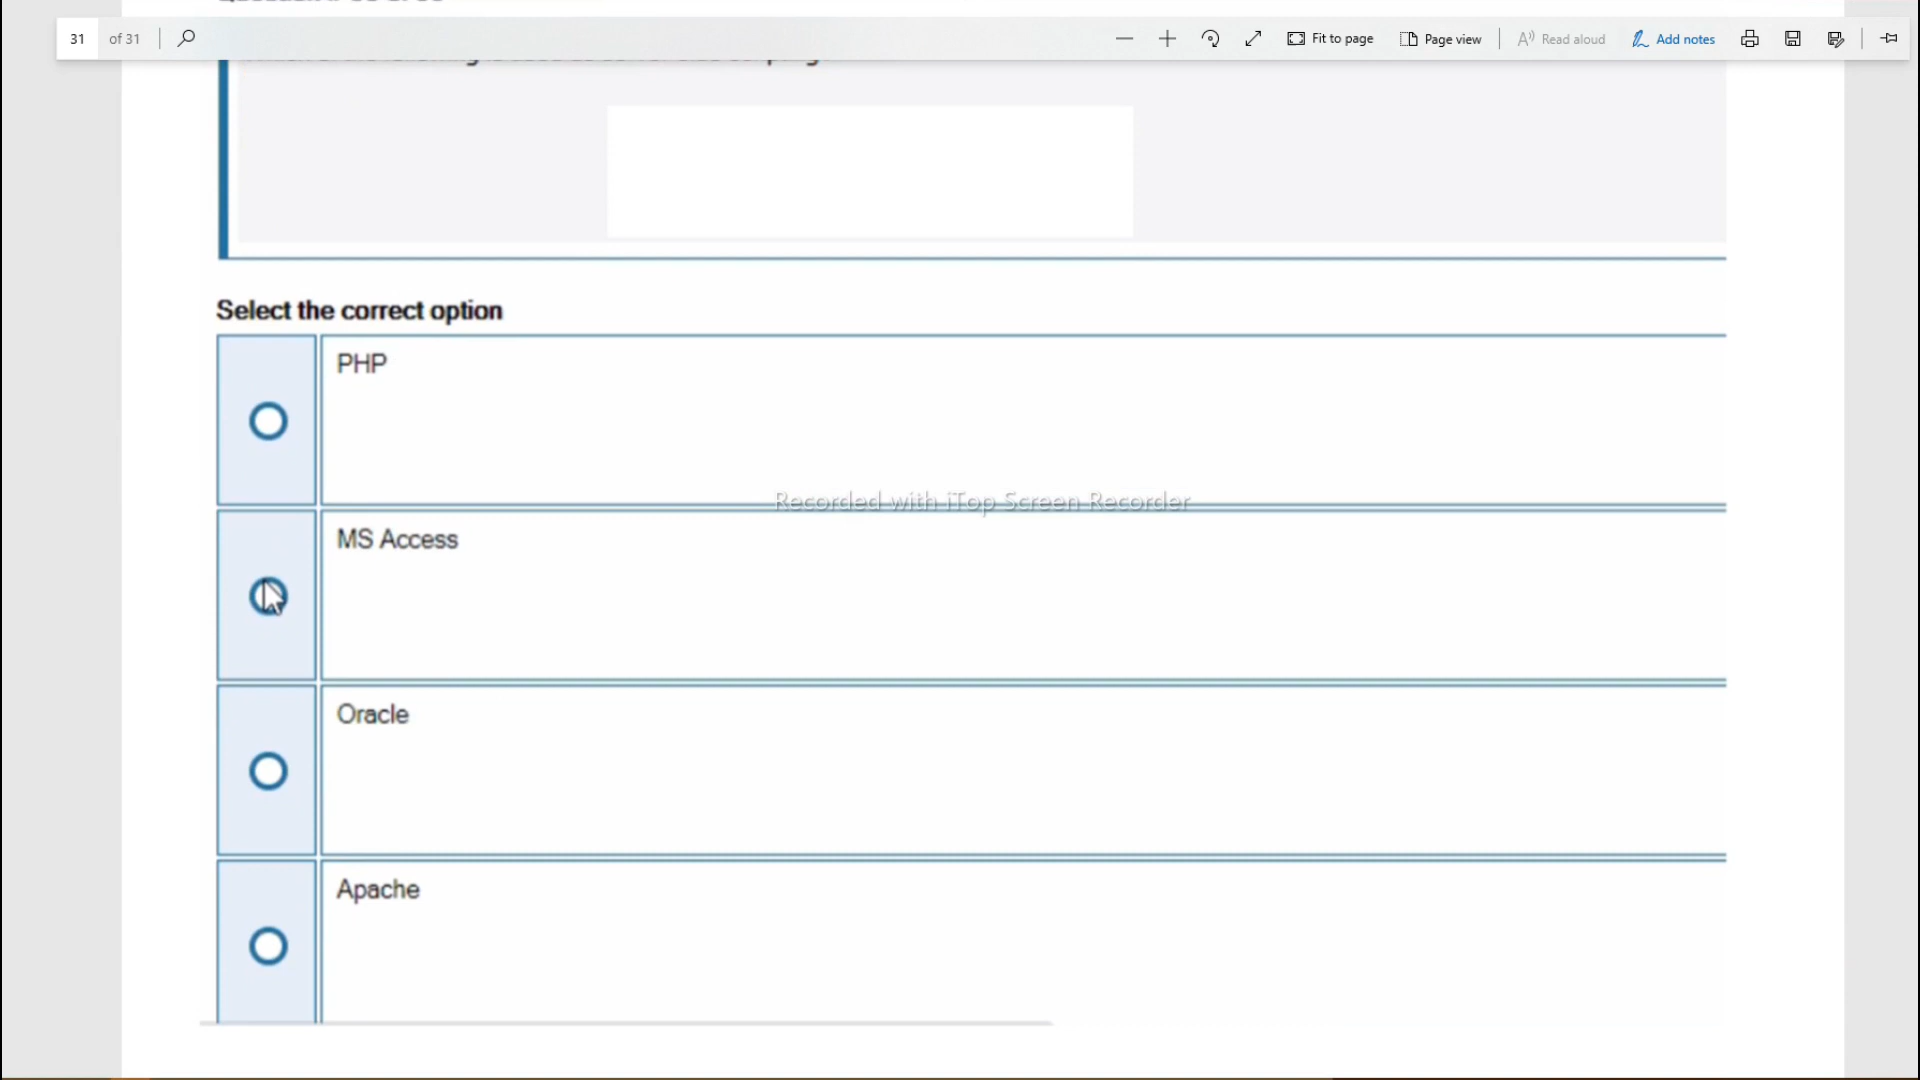 31 of 31 Fit to page Page view Read aloud Add notes
Select the correct option
PHP
Recorded with iTop Screen Recorder
MS Access
Oracle
Apache